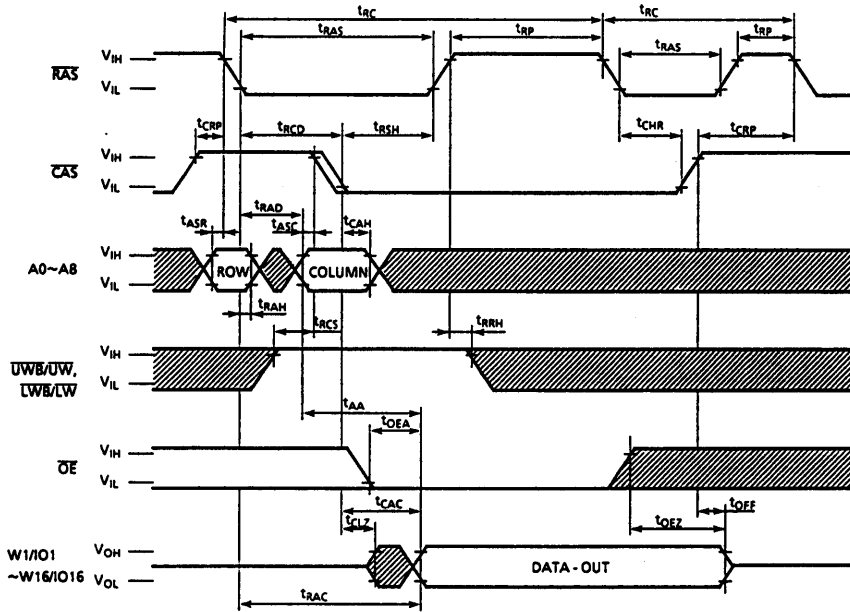 tRC tRC
tRAS tRP tRAS tRP
RAS VIH
VIL
tCRP tRCD tRSH tCHR tCRP
CAS VIH
VIL
tRAD
tASR tASC tCAH
A0~A8 VIH
VIL
ROW COLUMN
tRAH
tRCS tRRH
UWB/UW,
LWB/LW
VIH
VIL
tAA
tOEA
OE VIH
VIL
tCAC tOFF
tCLZ tOEZ
W1/IO1
~W16/IO16
VOH
VOL
DATA - OUT
tRAC